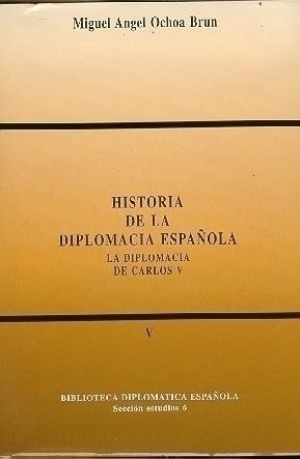 Miguel Angel Ochoa Brun
HISTORIA
DE LA
DIPLOMACIA ESPAÑOLA
LA DIPLOMACIA
DE CARLOS V
V
BIBLIOTECA DIPLOMATICA ESPAÑOLA
Sección estudios 6